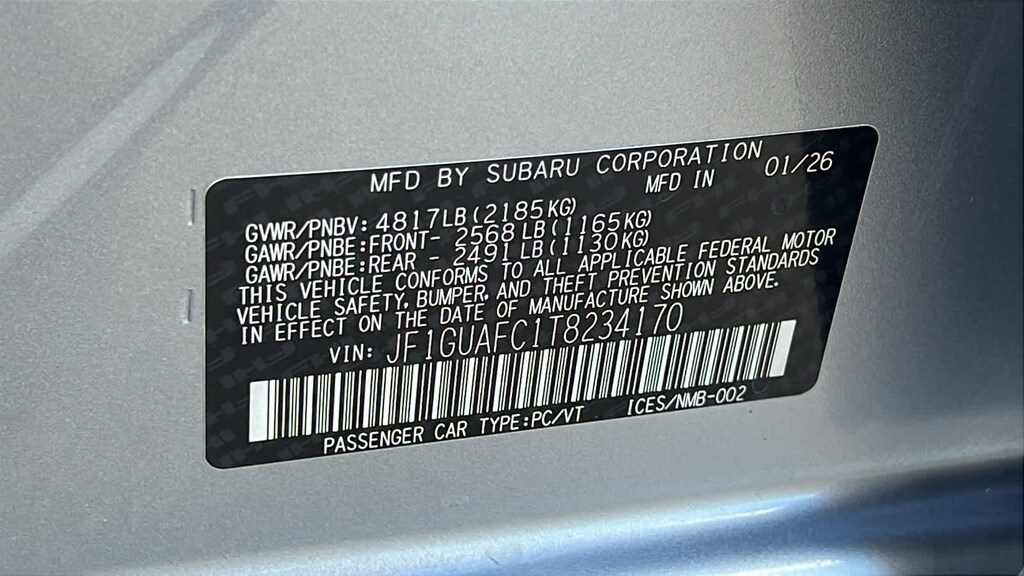 MFD BY SUBARU CORPORATION
MFD IN 01/26
GVWR/PNBV: 4817LB(2185KG)
GAWR/PNBE:FRONT- 2568LB(1165KG)
GAWR/PNBE:REAR - 2491LB(1130KG)
THIS VEHICLE CONFORMS TO ALL APPLICABLE FEDERAL MOTOR
VEHICLE SAFETY, BUMPER, AND THEFT PREVENTION STANDARDS
IN EFFECT ON THE DATE OF MANUFACTURE SHOWN ABOVE.
VIN: JF1GUAFC1T8234170
PASSENGER CAR TYPE:PC/VT ICES/NMB-002